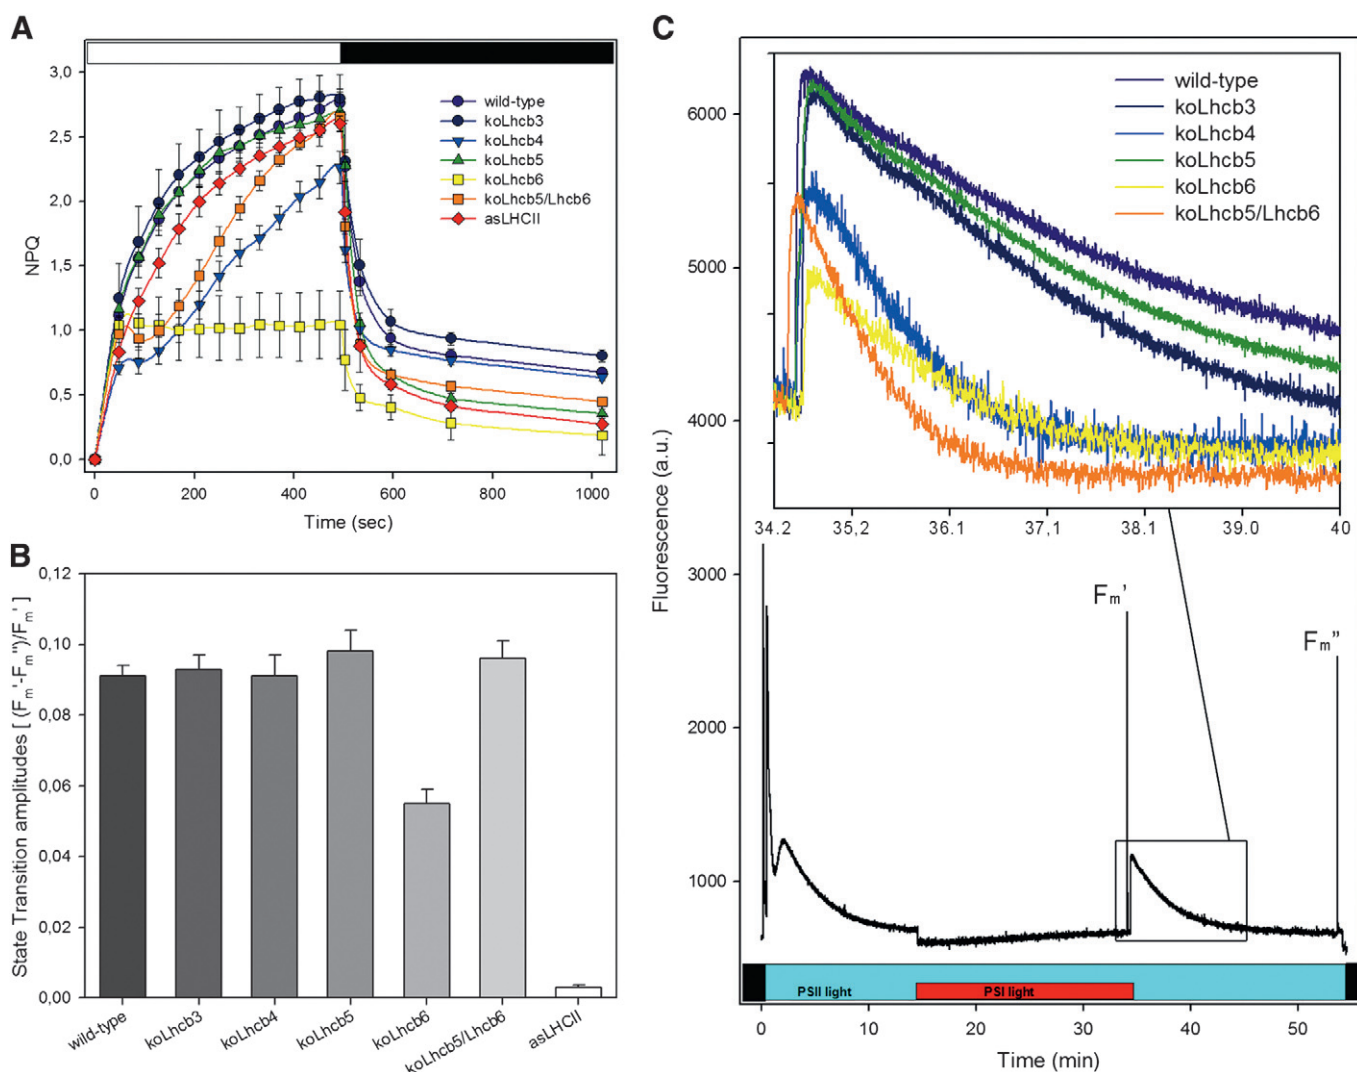 A
3,0
2,5
2,0
1,5
1,0
0,5
0,0
NPQ
wild-type
koLhcb3
koLhcb4
koLhcb5
koLhcb6
koLhcb5/Lhcb6
asLHCII
0
200
400
600
800
1000
Time (sec)
B
0,12
0,10
0,08
0,06
0,04
0,02
0,00
State Transition amplitudes [ (Fm'-Fm'')/Fm' ]
wild-type
koLhcb3
koLhcb4
koLhcb5
koLhcb6
koLhcb5/Lhcb6
asLHCII
C
6000
5000
4000
3000
2000
1000
Fluorescence (a.u.)
wild-type
koLhcb3
koLhcb4
koLhcb5
koLhcb6
koLhcb5/Lhcb6
34.2
35,2
36.1
37,1
38.1
39.0
40
Fm'
Fm''
PSII light
PSI light
0
10
20
30
40
50
Time (min)